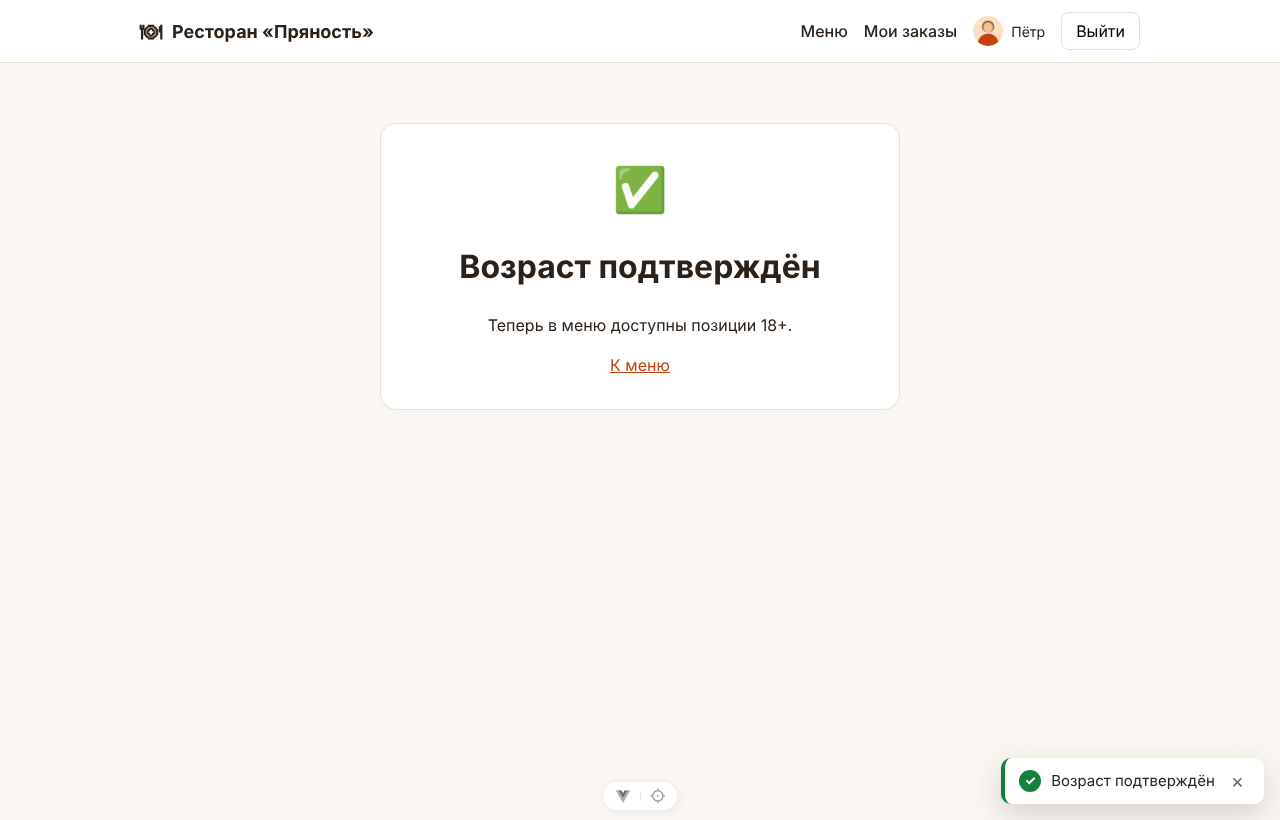 Ресторан «Пряность»
Меню
Мои заказы
Пётр
Выйти
Возраст подтверждён
Теперь в меню доступны позиции 18+.
К меню
Возраст подтверждён